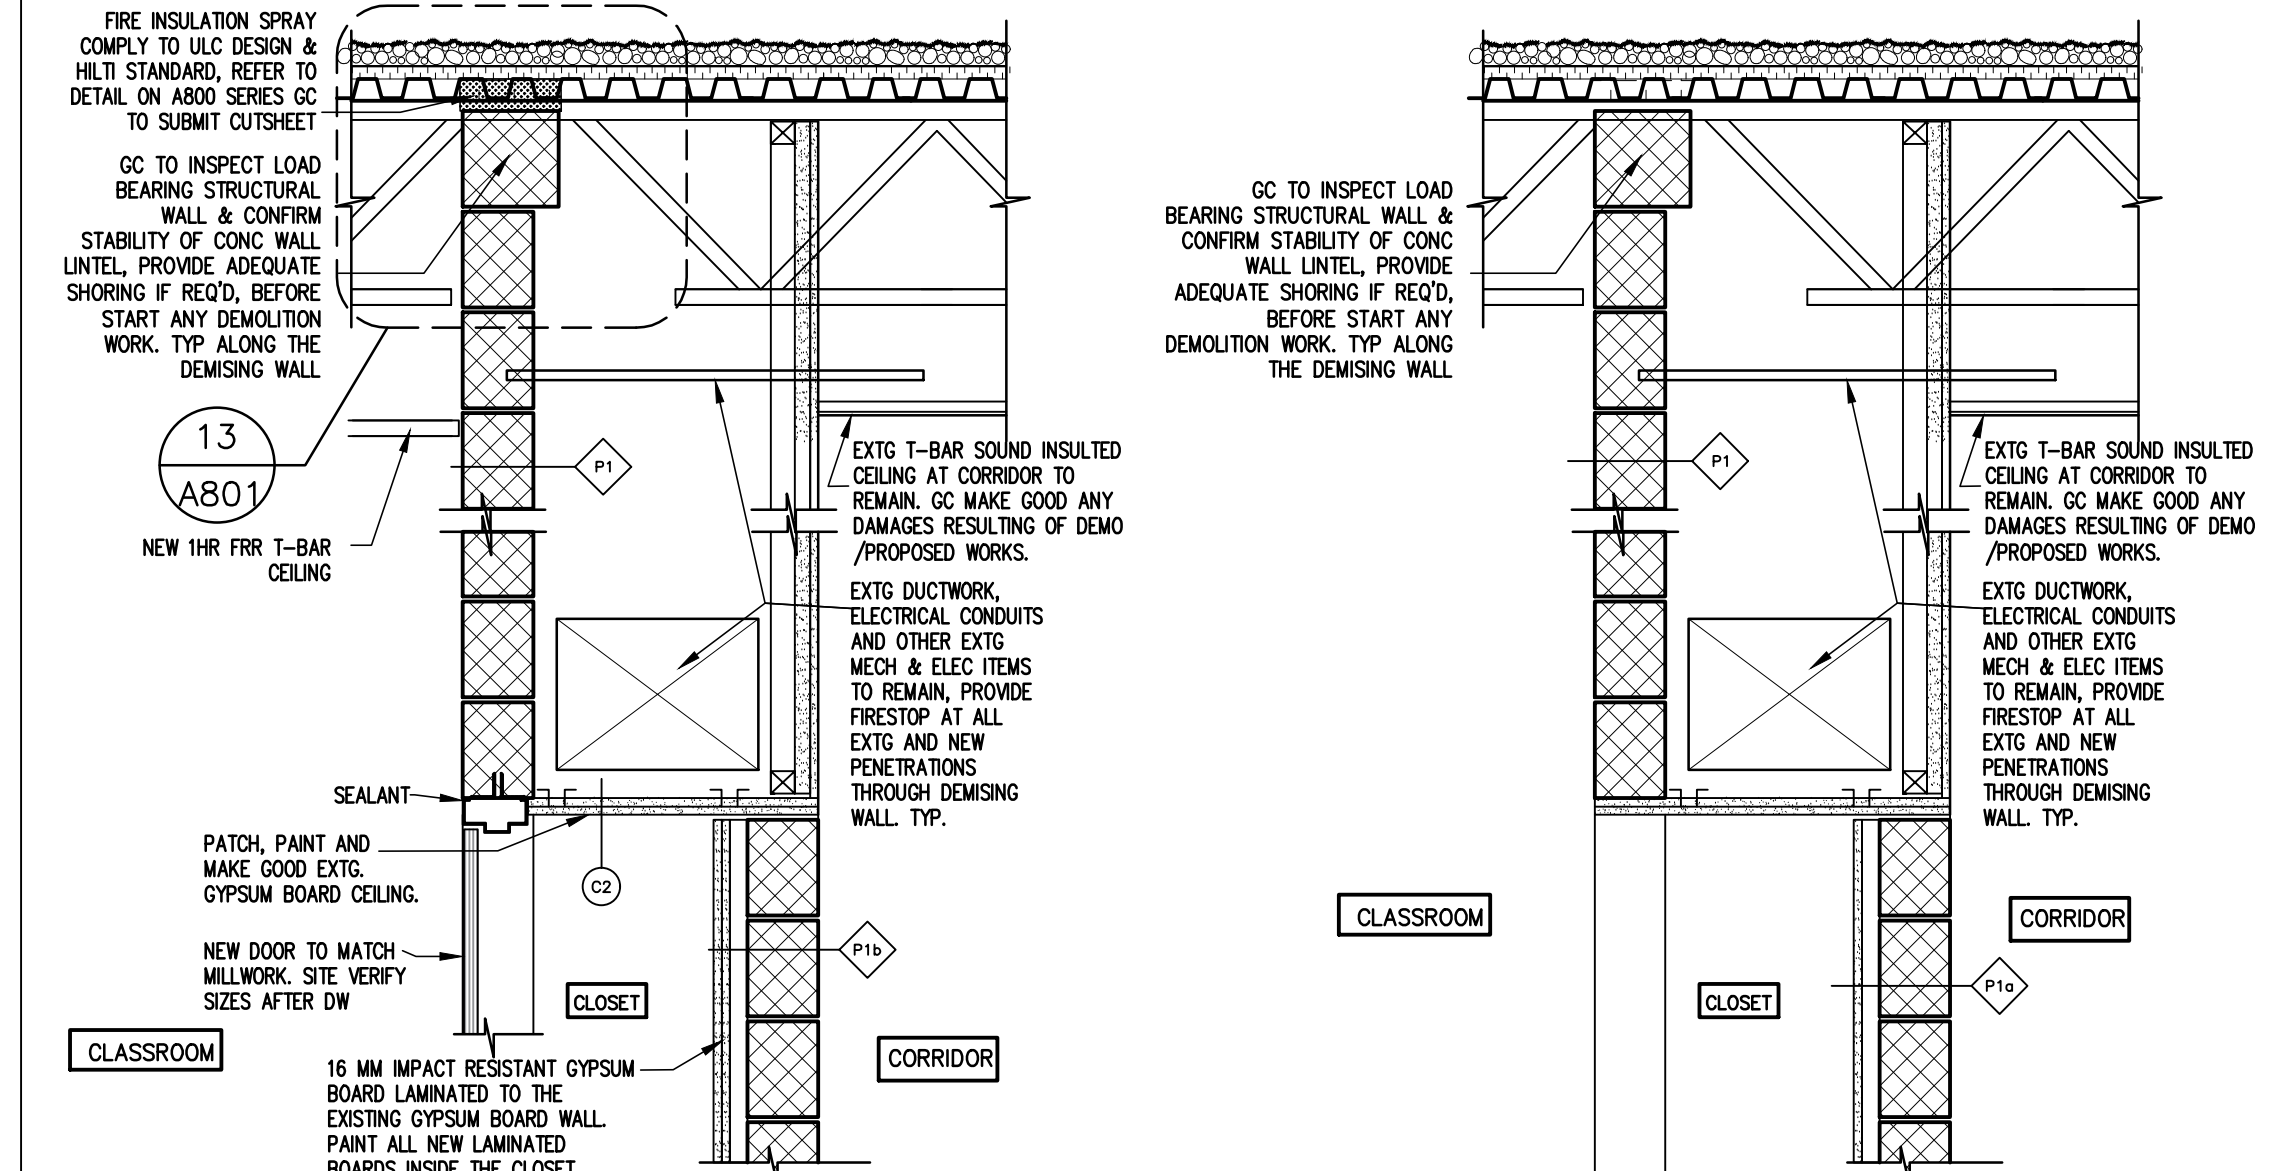 FIRE INSULATION SPRAY
COMPLY TO ULC DESIGN &
HILTI STANDARD, REFER TO
DETAIL ON A800 SERIES GC
TO SUBMIT CUTSHEET
GC TO INSPECT LOAD
BEARING STRUCTURAL
WALL & CONFIRM
STABILITY OF CONC WALL
LINTEL, PROVIDE ADEQUATE
SHORING IF REQ'D, BEFORE
START ANY DEMOLITION
WORK. TYP ALONG THE
DEMISING WALL
13
A801
NEW 1HR FRR T-BAR
CEILING
P1
EXTG T-BAR SOUND INSULTED
CEILING AT CORRIDOR TO
REMAIN. GC MAKE GOOD ANY
DAMAGES RESULTING OF DEMO
/PROPOSED WORKS.
EXTG DUCTWORK,
ELECTRICAL CONDUITS
AND OTHER EXTG
MECH & ELEC ITEMS
TO REMAIN, PROVIDE
FIRESTOP AT ALL
EXTG AND NEW
PENETRATIONS
THROUGH DEMISING
WALL. TYP.
SEALANT
PATCH, PAINT AND
MAKE GOOD EXTG.
GYPSUM BOARD CEILING.
C2
NEW DOOR TO MATCH
MILLWORK. SITE VERIFY
SIZES AFTER DW
P1b
CLOSET
CLASSROOM
CORRIDOR
16 MM IMPACT RESISTANT GYPSUM
BOARD LAMINATED TO THE
EXISTING GYPSUM BOARD WALL.
PAINT ALL NEW LAMINATED
BOARDS INSIDE THE CLOSET
GC TO INSPECT LOAD
BEARING STRUCTURAL WALL &
CONFIRM STABILITY OF CONC
WALL LINTEL, PROVIDE
ADEQUATE SHORING IF REQ'D,
BEFORE START ANY
DEMOLITION WORK. TYP ALONG
THE DEMISING WALL
P1
EXTG T-BAR SOUND INSULTED
CEILING AT CORRIDOR TO
REMAIN. GC MAKE GOOD ANY
DAMAGES RESULTING OF DEMO
/PROPOSED WORKS.
EXTG DUCTWORK,
ELECTRICAL CONDUITS
AND OTHER EXTG
MECH & ELEC ITEMS
TO REMAIN, PROVIDE
FIRESTOP AT ALL
EXTG AND NEW
PENETRATIONS
THROUGH DEMISING
WALL. TYP.
CLASSROOM
CORRIDOR
CLOSET
P1a